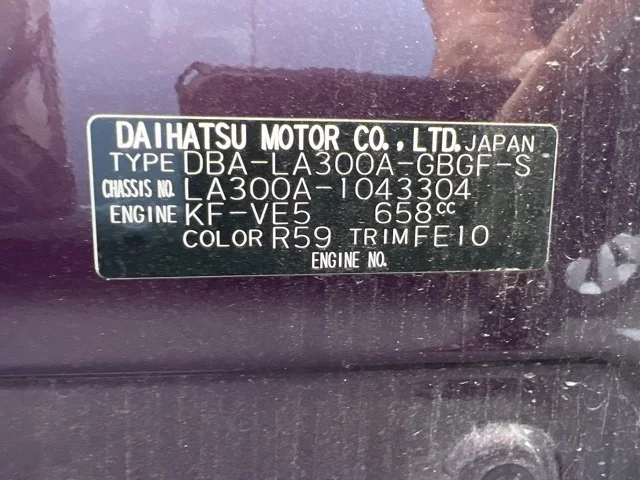 DAIHATSU MOTOR CO., LTD. JAPAN
TYPE DBA-LA300A-GBGF-S
CHASSIS NO. LA300A-1043304
ENGINE KF-VE5 658cc
COLOR R59 TRIM FE10
ENGINE NO.